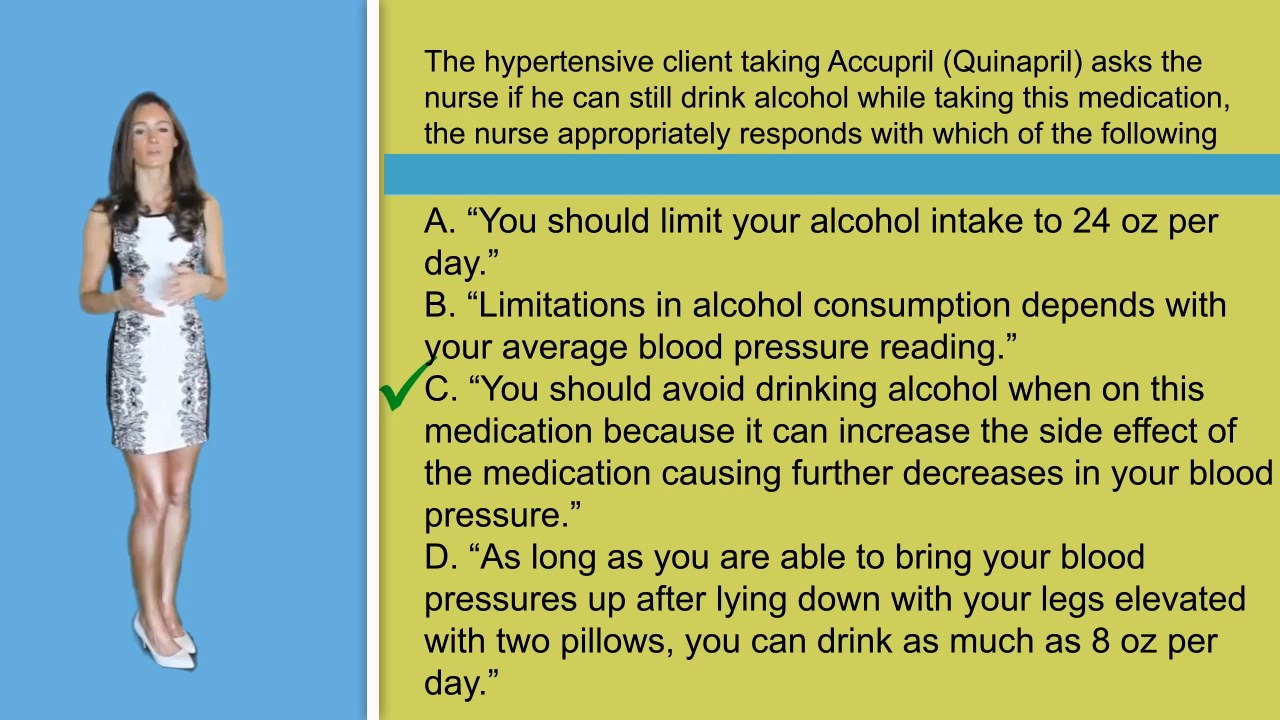 The hypertensive client taking Accupril (Quinapril) asks the
nurse if he can still drink alcohol while taking this medication,
the nurse appropriately responds with which of the following
A. “You should limit your alcohol intake to 24 oz per
day.”
B. “Limitations in alcohol consumption depends with
your average blood pressure reading.”
C. “You should avoid drinking alcohol when on this
medication because it can increase the side effect of
the medication causing further decreases in your blood
pressure.”
D. “As long as you are able to bring your blood
pressures up after lying down with your legs elevated
with two pillows, you can drink as much as 8 oz per
day.”